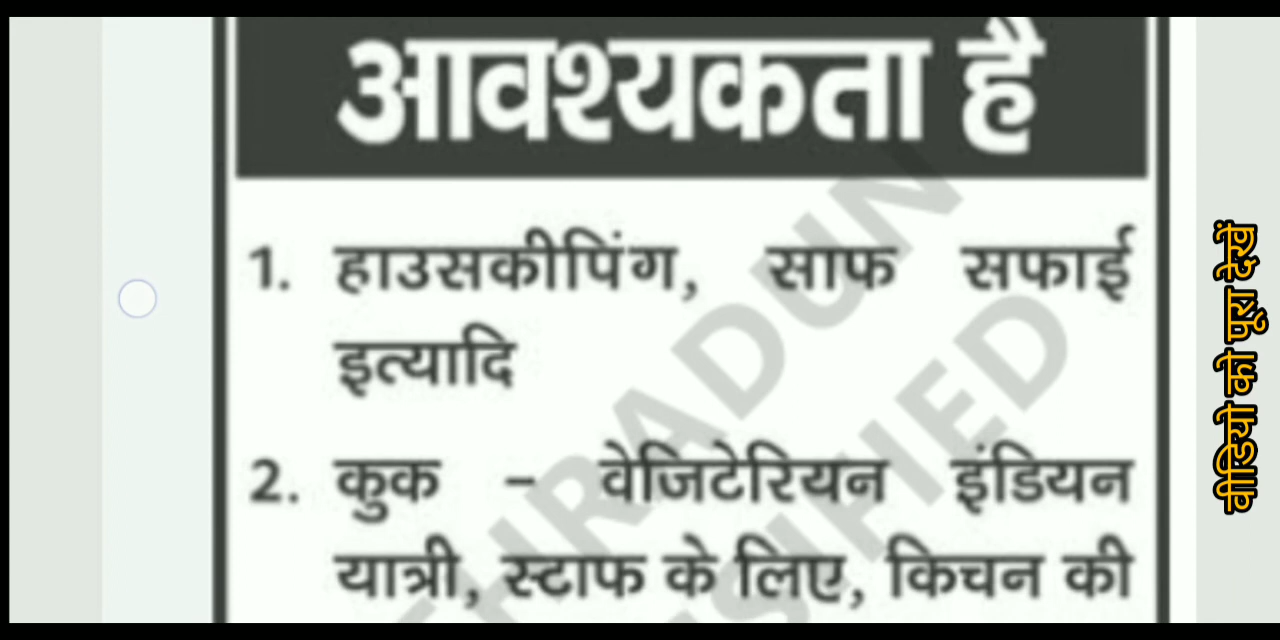 आवश्यकता है
1. हाउसकीपिंग, साफ सफाई
इत्यादि
2. कुक – वेजिटेरियन इंडियन
यात्री, स्टाफ के लिए, किचन की
वीडियो को पूरा देखें